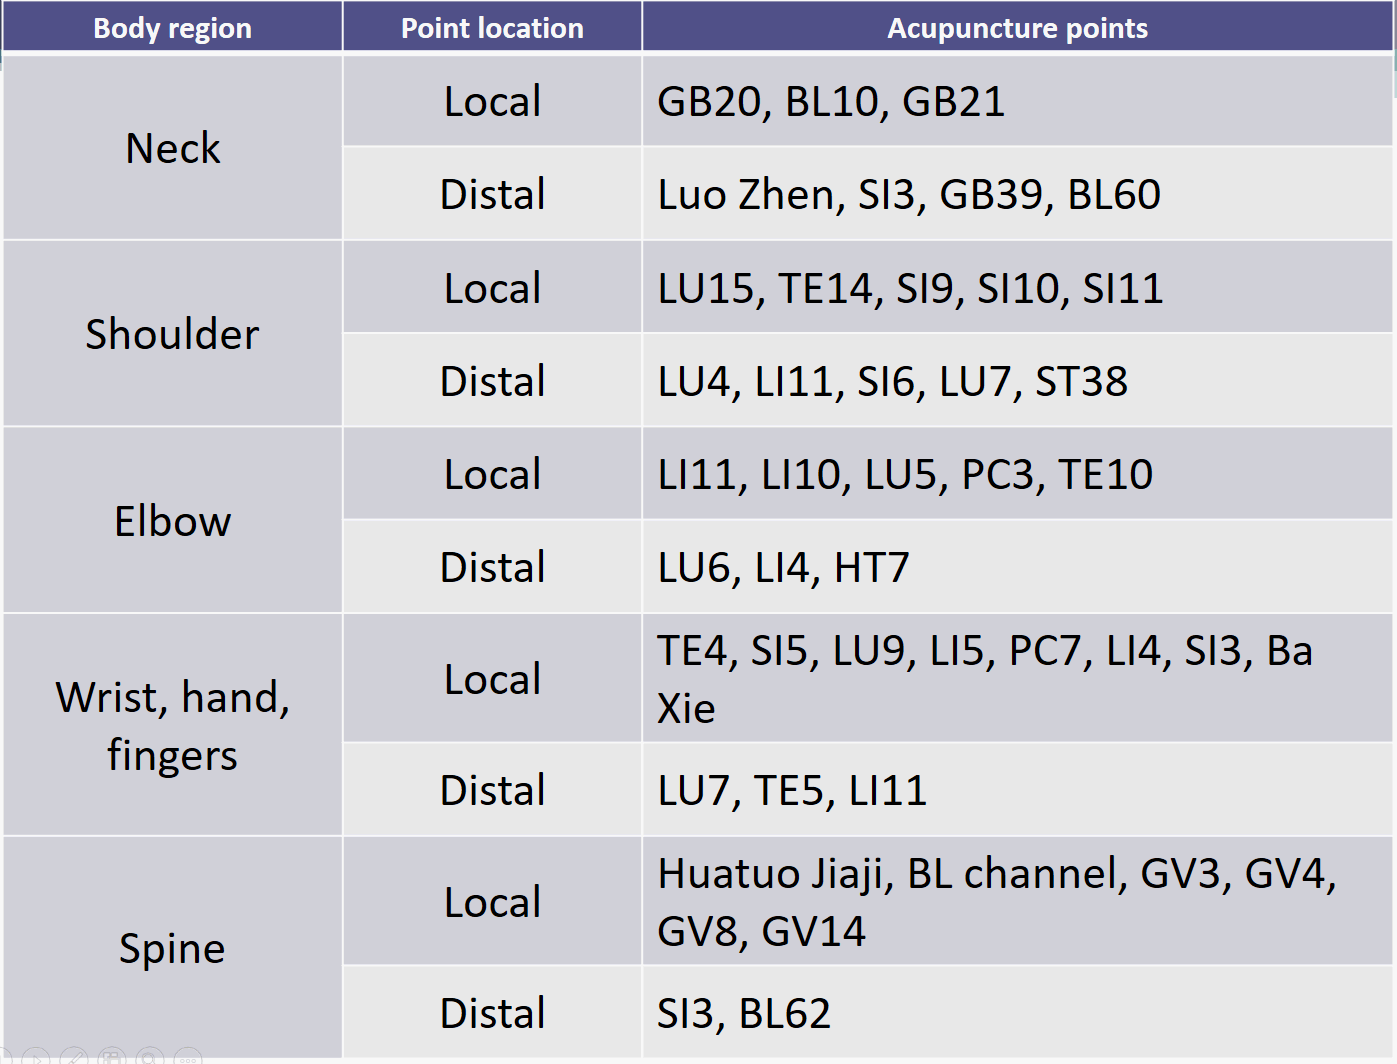 Body region Point location Acupuncture points
Neck
Local GB20, BL10, GB21
Distal Luo Zhen, SI3, GB39, BL60
Shoulder
Local LU15, TE14, SI9, SI10, SI11
Distal LU4, LI11, SI6, LU7, ST38
Elbow
Local LI11, LI10, LU5, PC3, TE10
Distal LU6, LI4, HT7
Wrist, hand,
fingers
Local TE4, SI5, LU9, LI5, PC7, LI4, SI3, Ba
Xie
Distal LU7, TE5, LI11
Spine
Local Huatuo Jiaji, BL channel, GV3, GV4,
GV8, GV14
Distal SI3, BL62